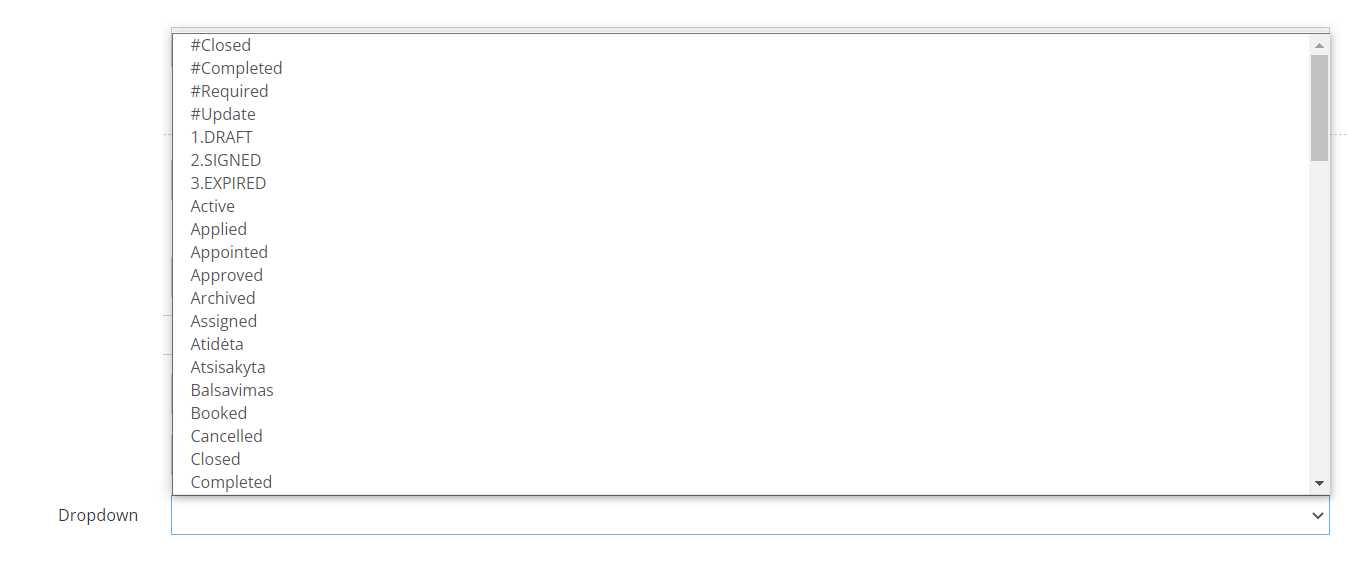 #Closed
#Completed
#Required
#Update
1.DRAFT
2.SIGNED
3.EXPIRED
Active
Applied
Appointed
Approved
Archived
Assigned
Atidėta
Atsisakyta
Balsavimas
Booked
Cancelled
Closed
Completed
Dropdown